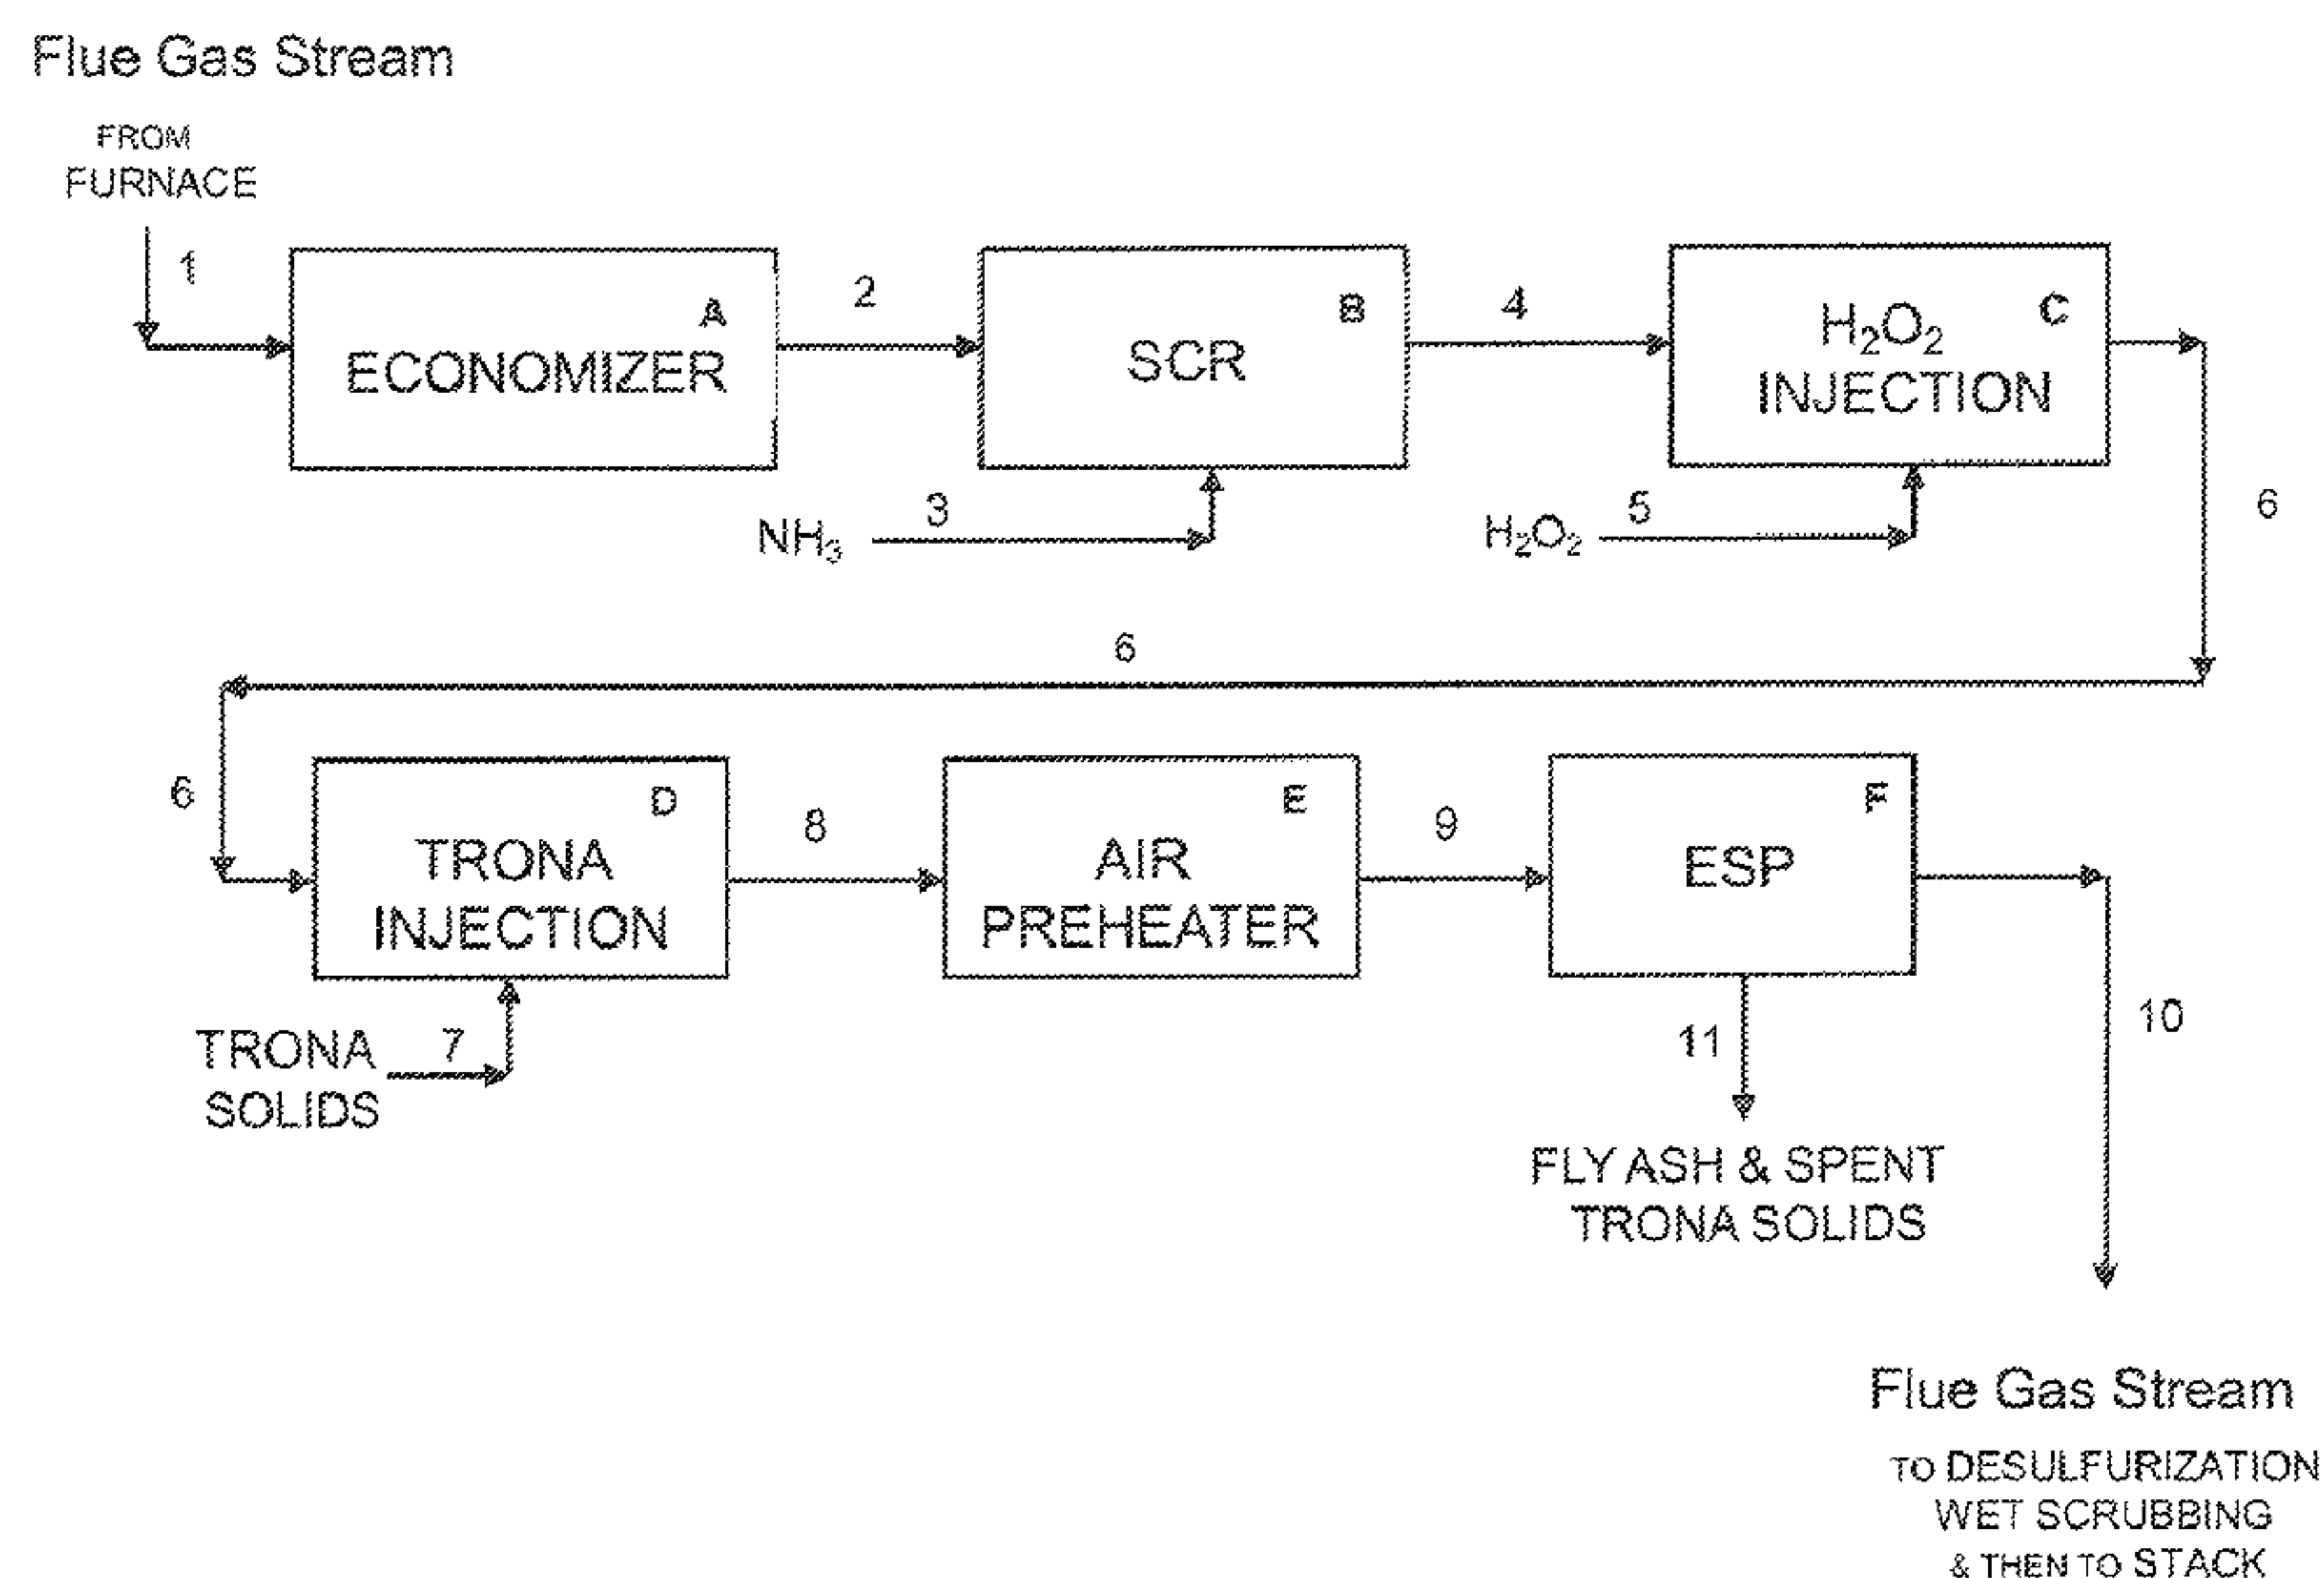 Flue Gas Stream
FROM
FURNACE
1
A
ECONOMIZER
2
B
SCR
NH₃
3
4
C
H₂O₂
INJECTION
H₂O₂
5
6
6
6
D
TRONA
INJECTION
TRONA
SOLIDS
7
8
E
AIR
PREHEATER
9
F
ESP
11
FLY ASH & SPENT
TRONA SOLIDS
10
Flue Gas Stream
TO DESULFURIZATION
WET SCRUBBING
& THEN TO STACK